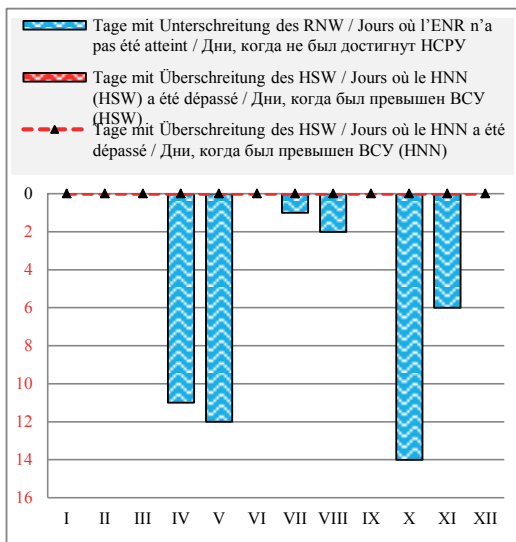 Tage mit Unterschreitung des RNW / Jours où l'ENR n'a
pas été atteint / Дни, когда не был достигнут НСРУ
Tage mit Überschreitung des HSW / Jours où le HNN
(HSW) a été dépassé / Дни, когда был превышен ВСУ
(HSW)
Tage mit Überschreitung des HSW / Jours où le HNN a été
dépassé / Дни, когда был превышен ВСУ (HNN)
0
2
4
6
8
10
12
14
16
I II III IV V VI VII VIII IX X XI XII